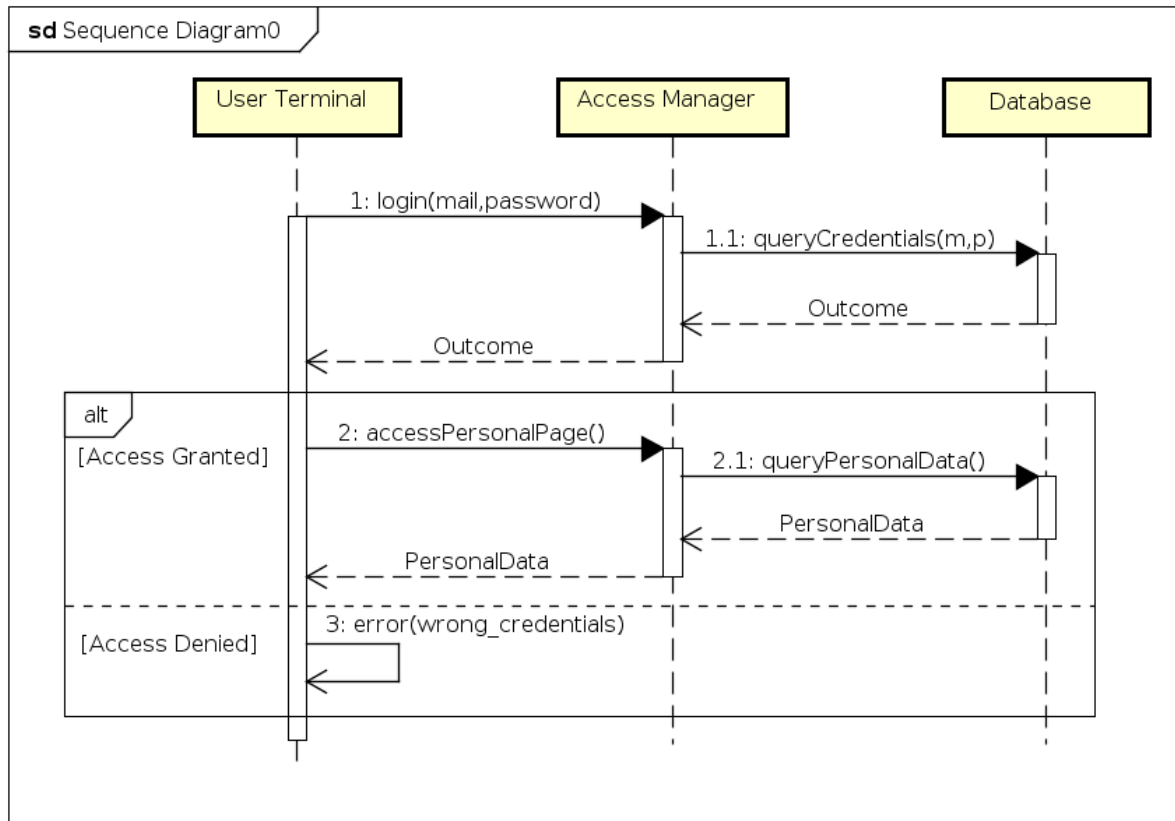 sd Sequence Diagram0
User Terminal
Access Manager
Database
1: login(mail,password)
1.1: queryCredentials(m,p)
Outcome
Outcome
alt
[Access Granted]
2: accessPersonalPage()
2.1: queryPersonalData()
PersonalData
PersonalData
[Access Denied]
3: error(wrong_credentials)